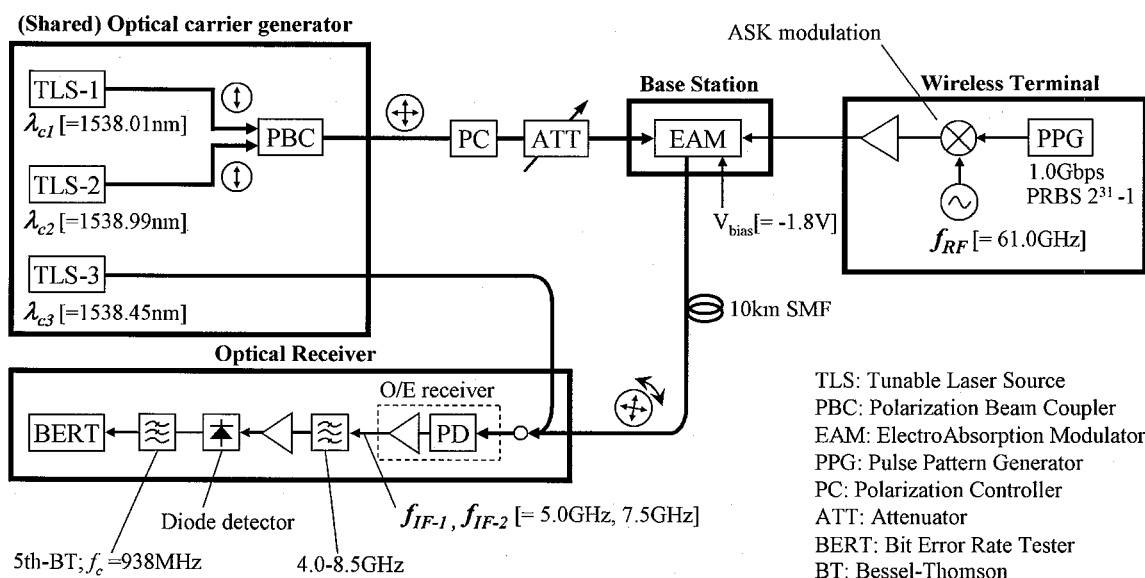 (Shared) Optical carrier generator
TLS-1
λc1 [=1538.01nm]
TLS-2
λc2 [=1538.99nm]
TLS-3
λc3 [=1538.45nm]
PBC
PC
ATT
Base Station
EAM
Vbias[= -1.8V]
ASK modulation
Wireless Terminal
PPG
1.0Gbps
PRBS 2³¹ -1
fRF [= 61.0GHz]
10km SMF
Optical Receiver
O/E receiver
BERT
PD
Diode detector
fIF-1 , fIF-2 [= 5.0GHz, 7.5GHz]
5th-BT; fc =938MHz
4.0-8.5GHz
TLS: Tunable Laser Source
PBC: Polarization Beam Coupler
EAM: ElectroAbsorption Modulator
PPG: Pulse Pattern Generator
PC: Polarization Controller
ATT: Attenuator
BERT: Bit Error Rate Tester
BT: Bessel-Thomson